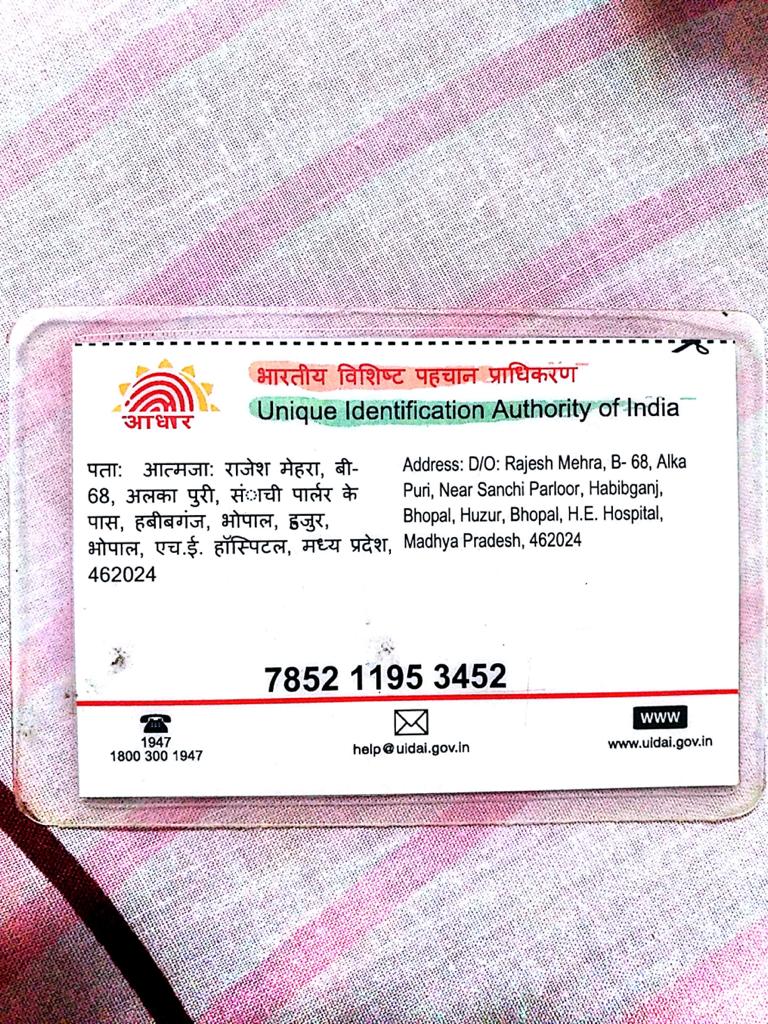 भारतीय विशिष्ट पहचान प्राधिकरण
Unique Identification Authority of India
आधार
पता: आत्मजा: राजेश मेहरा, बी-
68, अलका पुरी, संाची पार्लर के
पास, हबीबगंज, भोपाल, हुजुर,
भोपाल, एच.ई. हॉस्पिटल, मध्य प्रदेश,
462024
Address: D/O: Rajesh Mehra, B- 68, Alka
Puri, Near Sanchi Parloor, Habibganj,
Bhopal, Huzur, Bhopal, H.E. Hospital,
Madhya Pradesh, 462024
7852 1195 3452
1947
1800 300 1947
help@uidai.gov.in
WWW
www.uidai.gov.in